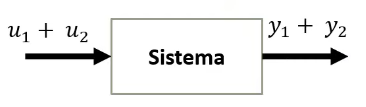 u₁ + u₂
Sistema
y₁ + y₂